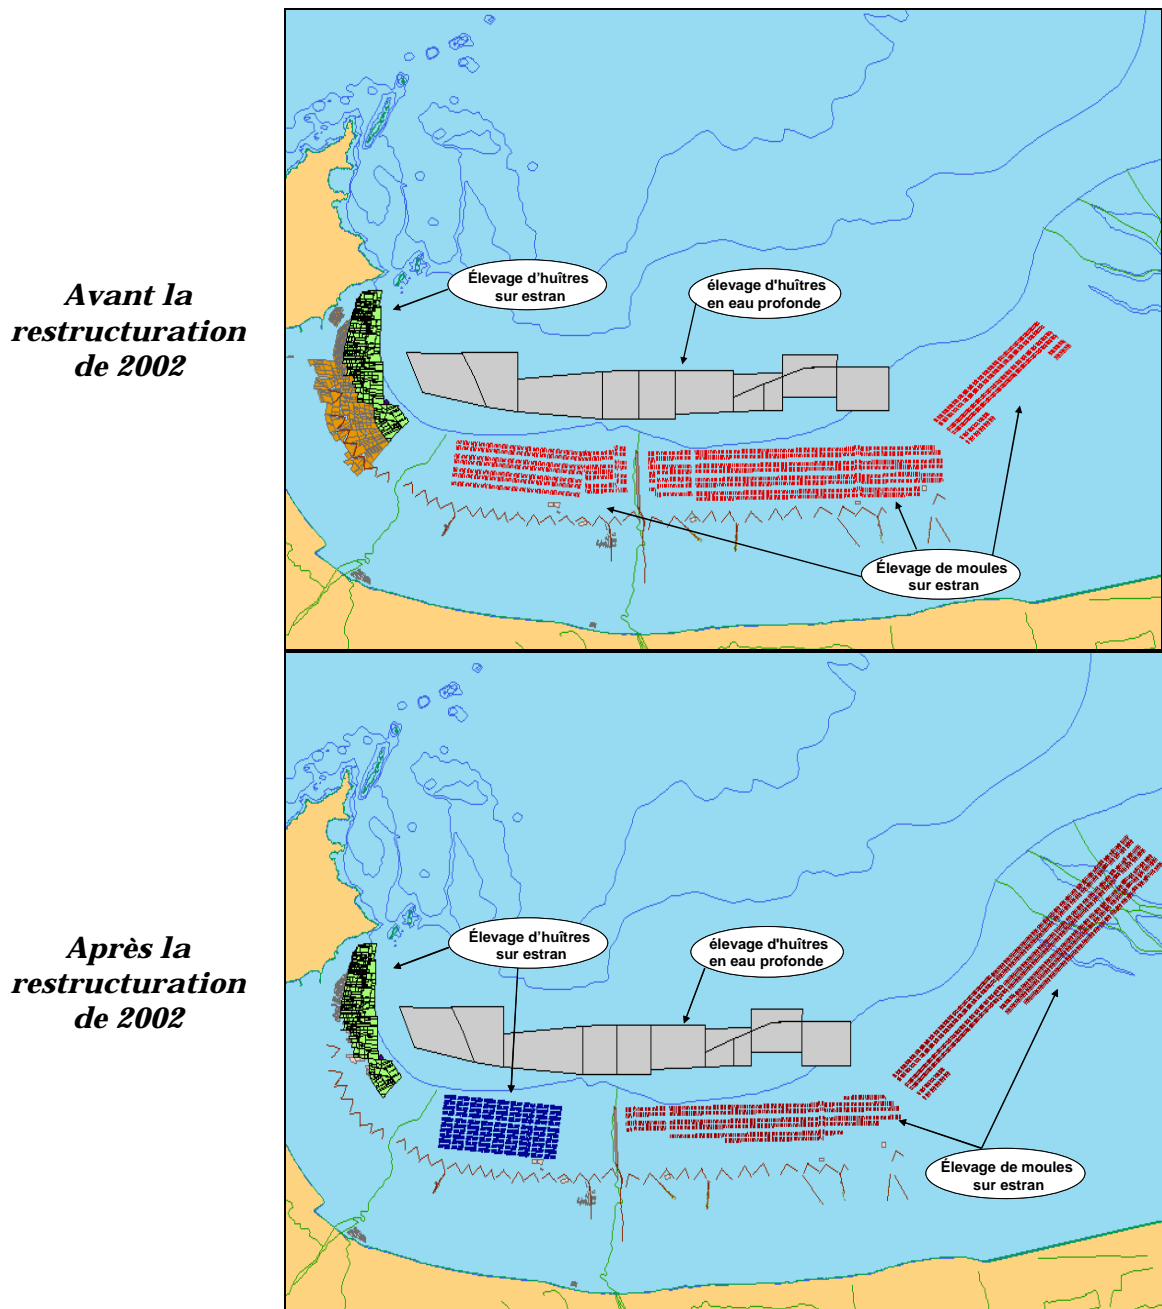 Avant la
restructuration
de 2002
Élevage d'huîtres
sur estran
élevage d'huîtres
en eau profonde
Élevage de moules
sur estran
Après la
restructuration
de 2002
Élevage d'huîtres
sur estran
élevage d'huîtres
en eau profonde
Élevage de moules
sur estran